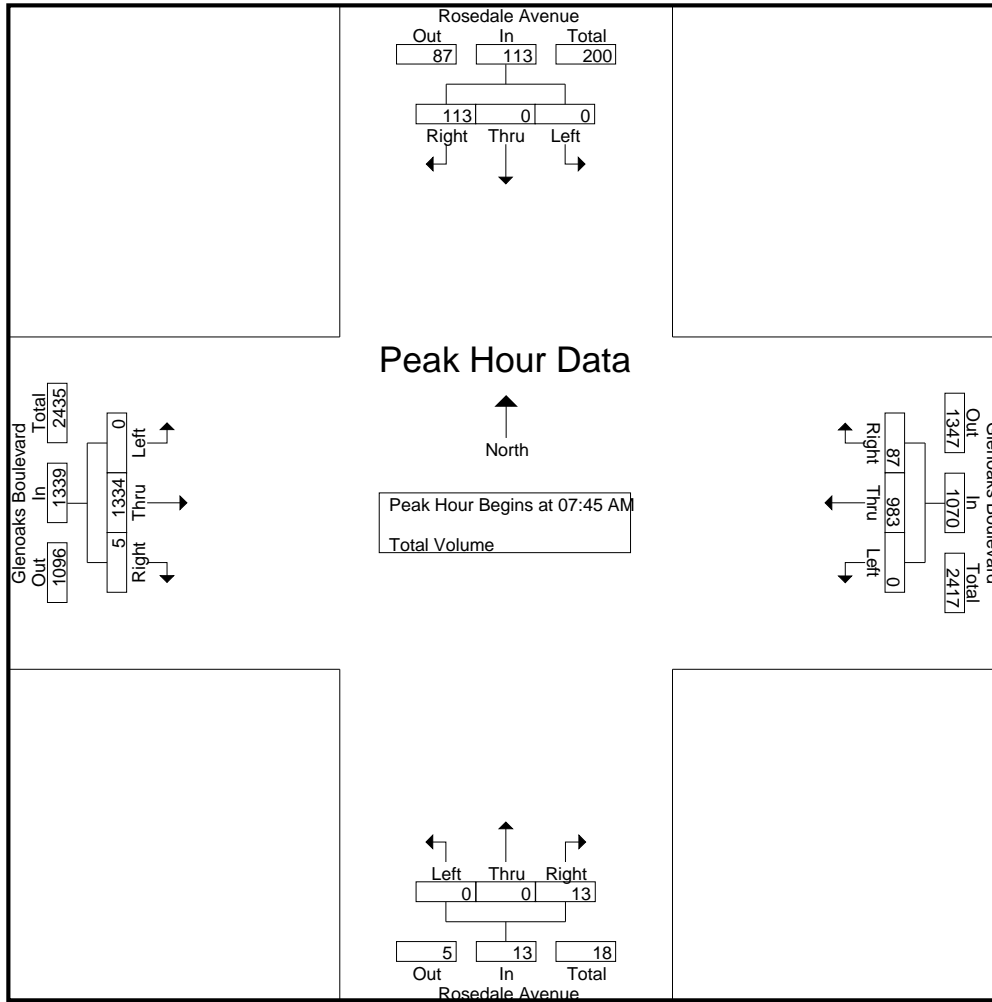 Rosedale Avenue
Out In Total
87 113 200
113 0 0
Right Thru Left
Peak Hour Data
North
Peak Hour Begins at 07:45 AM
Total Volume
Glenoaks Boulevard
Out In Total
1096 1339 2435
5 1334 0
Right Thru Left
Glenoaks Boulevard
Out In Total
1347 1070 2417
87 983 0
Right Thru Left
Left Thru Right
0 0 13
5 13 18
Out In Total
Rosedale Avenue